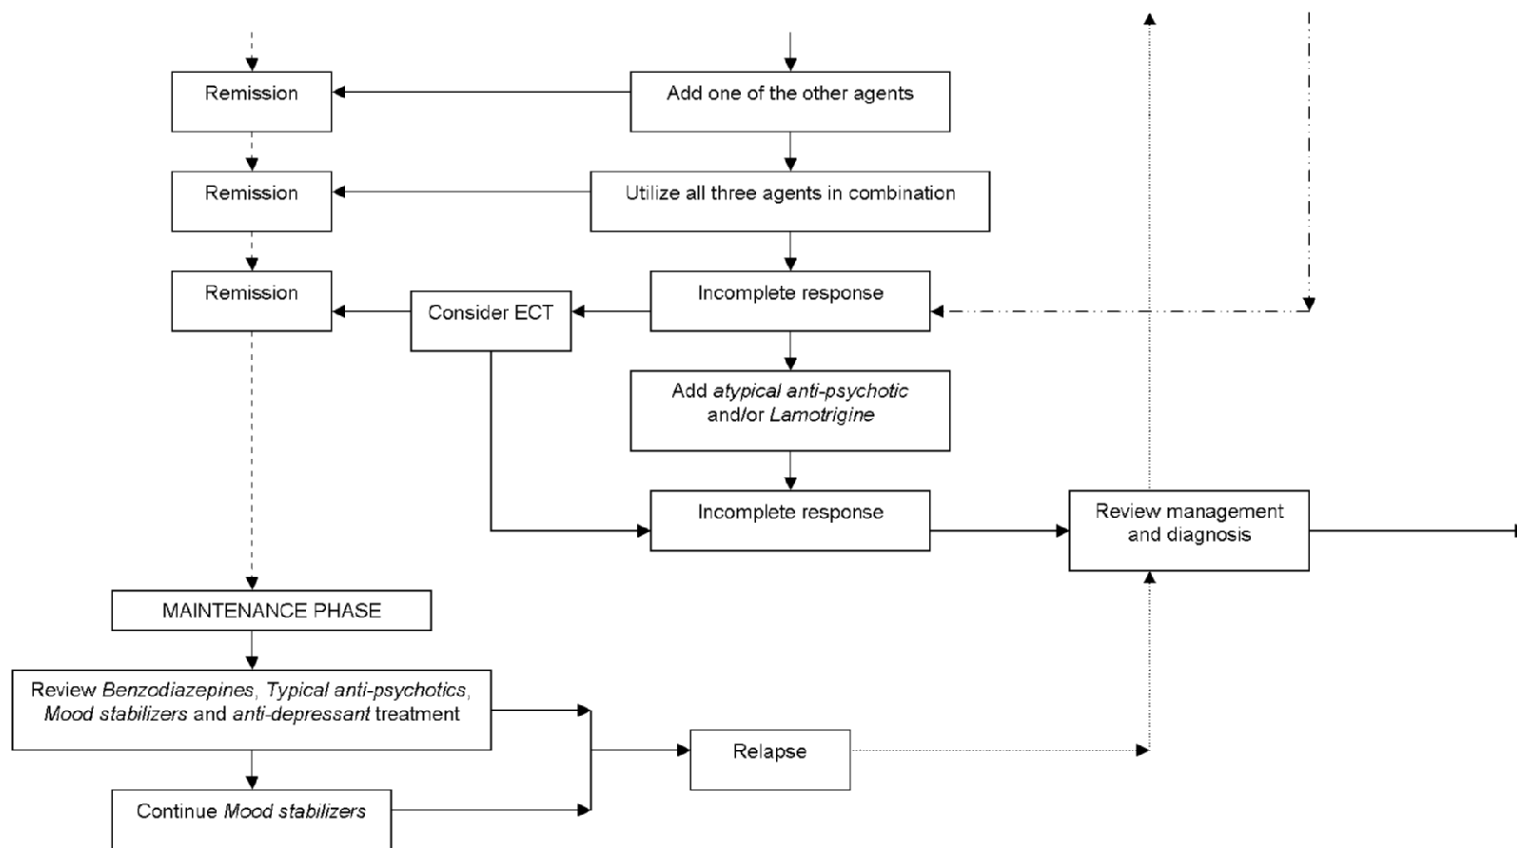 Remission
Add one of the other agents
Remission
Utilize all three agents in combination
Remission
Consider ECT
Incomplete response
Add atypical anti-psychotic
and/or Lamotrigine
Incomplete response
Review management
and diagnosis
MAINTENANCE PHASE
Review Benzodiazepines, Typical anti-psychotics,
Mood stabilizers and anti-depressant treatment
Relapse
Continue Mood stabilizers